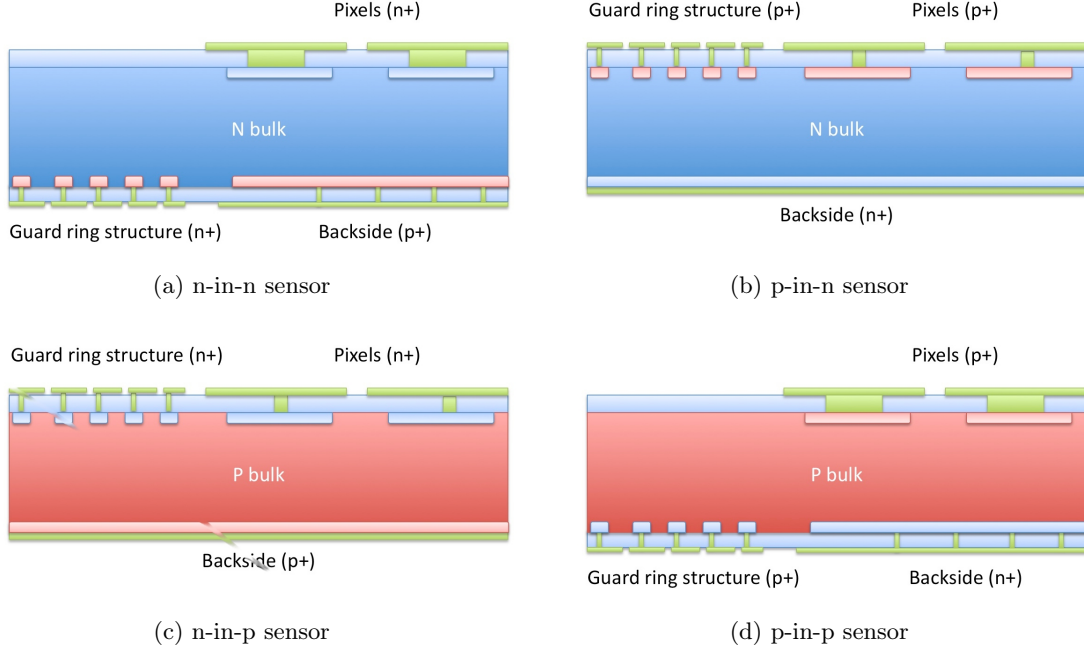 Pixels (n+)
N bulk
Guard ring structure (n+)
Backside (p+)
(a) n-in-n sensor
Guard ring structure (p+)
Pixels (p+)
N bulk
Backside (n+)
(b) p-in-n sensor
Guard ring structure (n+)
Pixels (n+)
P bulk
Backside (p+)
(c) n-in-p sensor
Pixels (p+)
P bulk
Guard ring structure (p+)
Backside (n+)
(d) p-in-p sensor